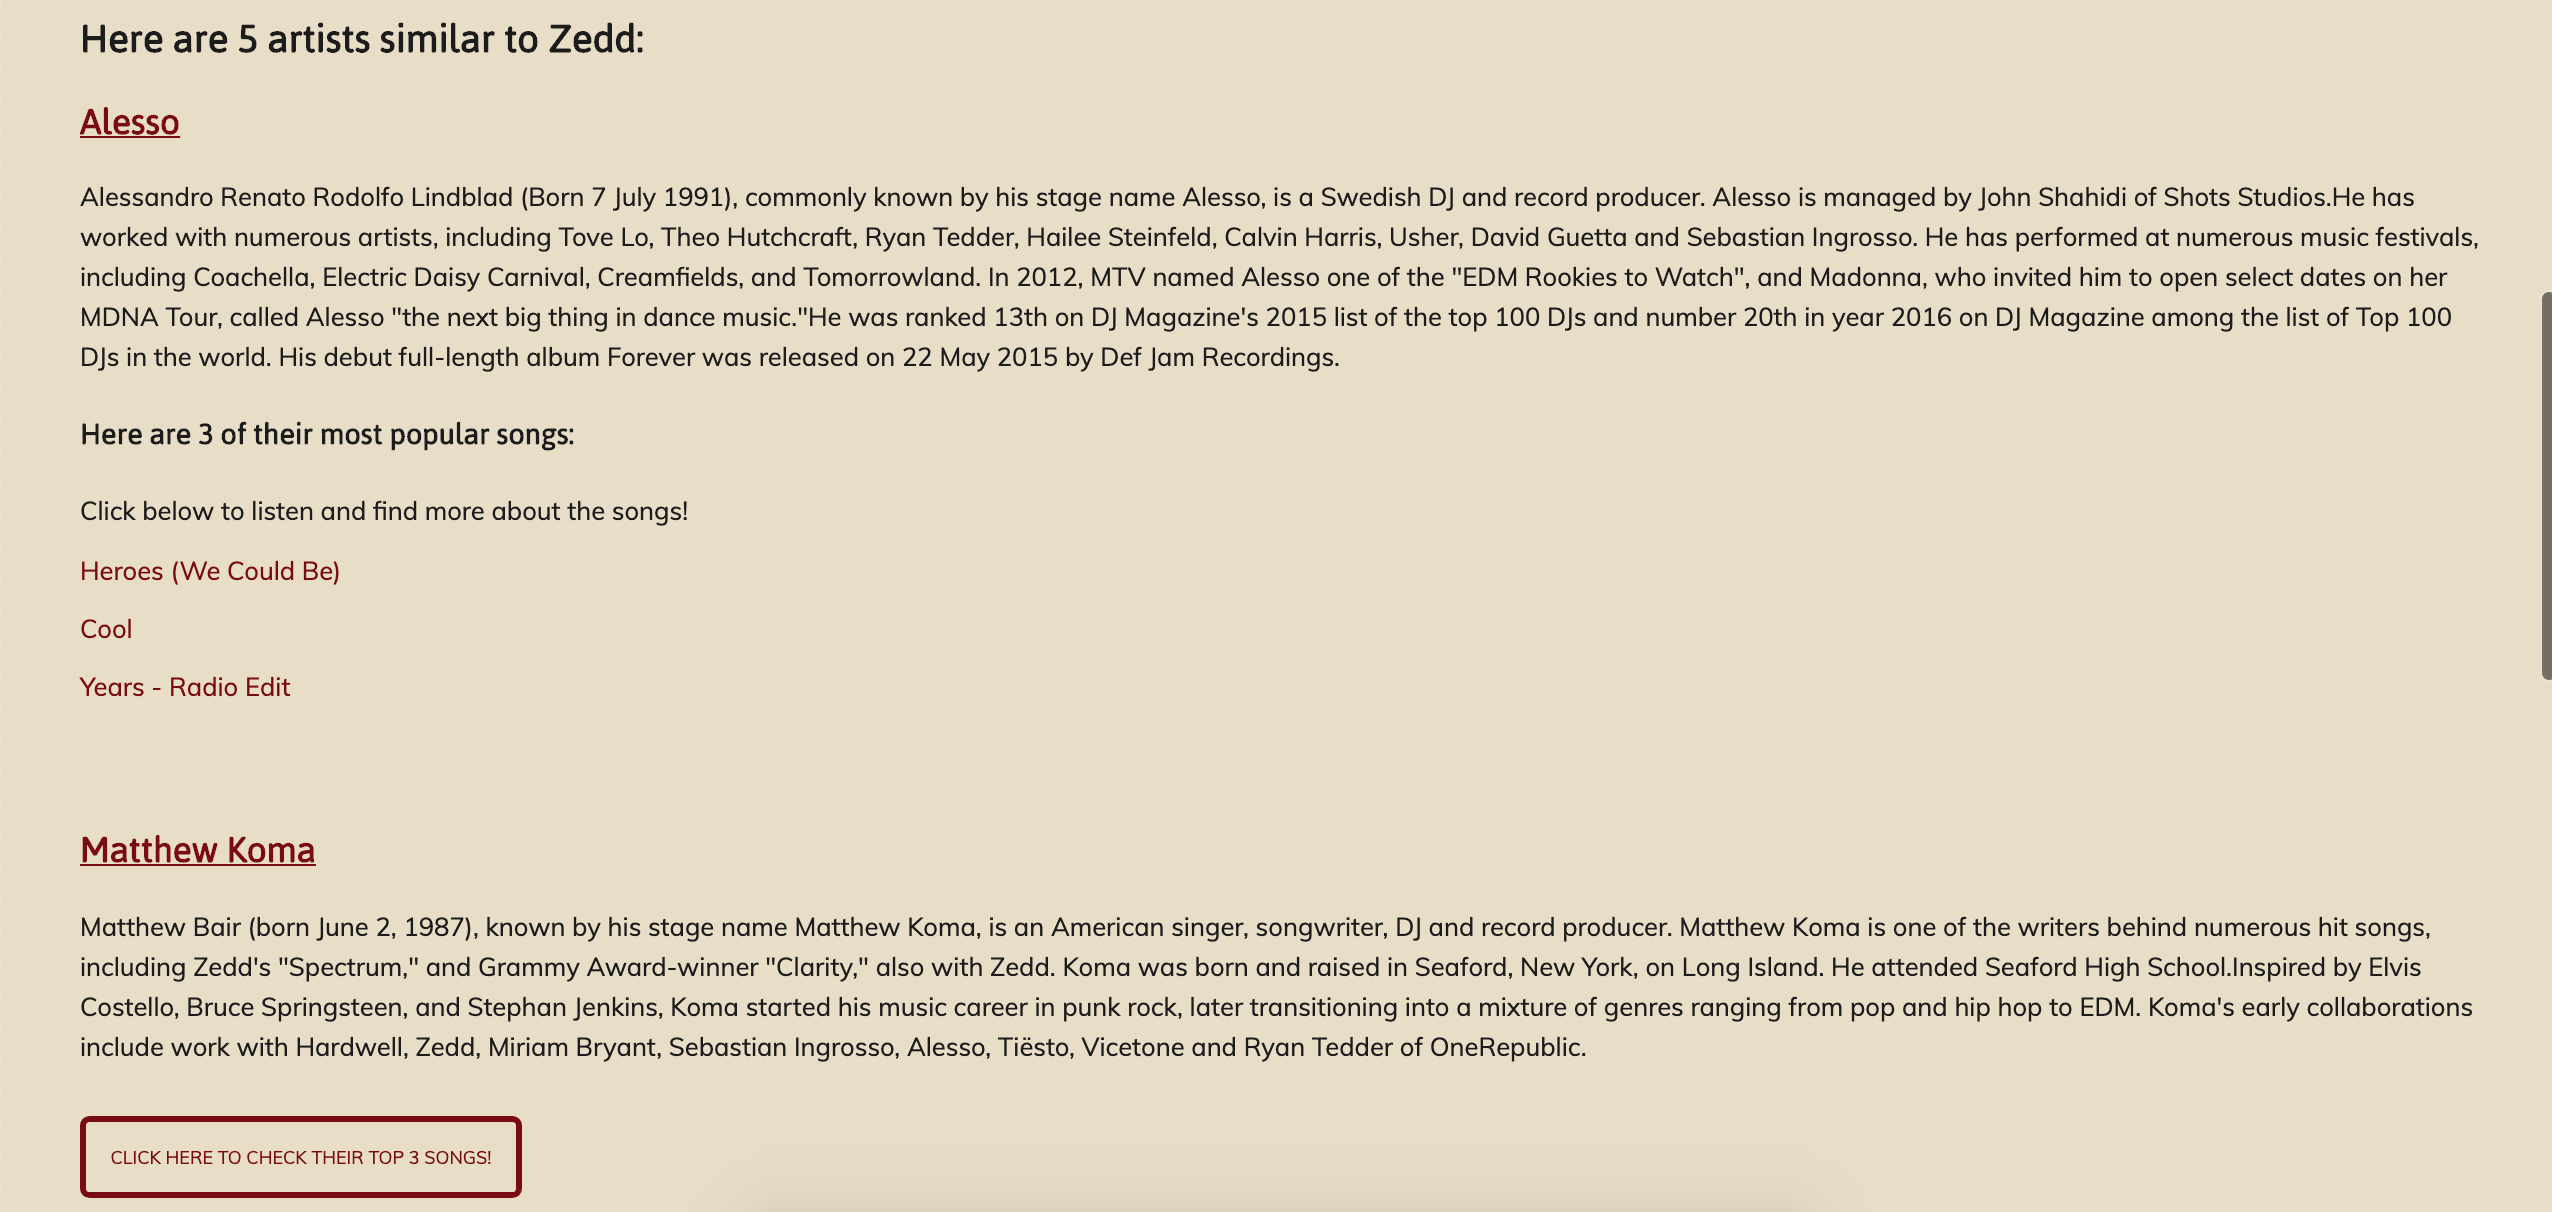 Here are 5 artists similar to Zedd:
Alesso
Alessandro Renato Rodolfo Lindblad (Born 7 July 1991), commonly known by his stage name Alesso, is a Swedish DJ and record producer. Alesso is managed by John Shahidi of Shots Studios.He has
worked with numerous artists, including Tove Lo, Theo Hutchcraft, Ryan Tedder, Hailee Steinfeld, Calvin Harris, Usher, David Guetta and Sebastian Ingrosso. He has performed at numerous music festivals,
including Coachella, Electric Daisy Carnival, Creamfields, and Tomorrowland. In 2012, MTV named Alesso one of the "EDM Rookies to Watch", and Madonna, who invited him to open select dates on her
MDNA Tour, called Alesso "the next big thing in dance music."He was ranked 13th on DJ Magazine's 2015 list of the top 100 DJs and number 20th in year 2016 on DJ Magazine among the list of Top 100
DJs in the world. His debut full-length album Forever was released on 22 May 2015 by Def Jam Recordings.
Here are 3 of their most popular songs:
Click below to listen and find more about the songs!
Heroes (We Could Be)
Cool
Years - Radio Edit
Matthew Koma
Matthew Bair (born June 2, 1987), known by his stage name Matthew Koma, is an American singer, songwriter, DJ and record producer. Matthew Koma is one of the writers behind numerous hit songs,
including Zedd's "Spectrum," and Grammy Award-winner "Clarity," also with Zedd. Koma was born and raised in Seaford, New York, on Long Island. He attended Seaford High School.Inspired by Elvis
Costello, Bruce Springsteen, and Stephan Jenkins, Koma started his music career in punk rock, later transitioning into a mixture of genres ranging from pop and hip hop to EDM. Koma's early collaborations
include work with Hardwell, Zedd, Miriam Bryant, Sebastian Ingrosso, Alesso, Tiësto, Vicetone and Ryan Tedder of OneRepublic.
CLICK HERE TO CHECK THEIR TOP 3 SONGS!